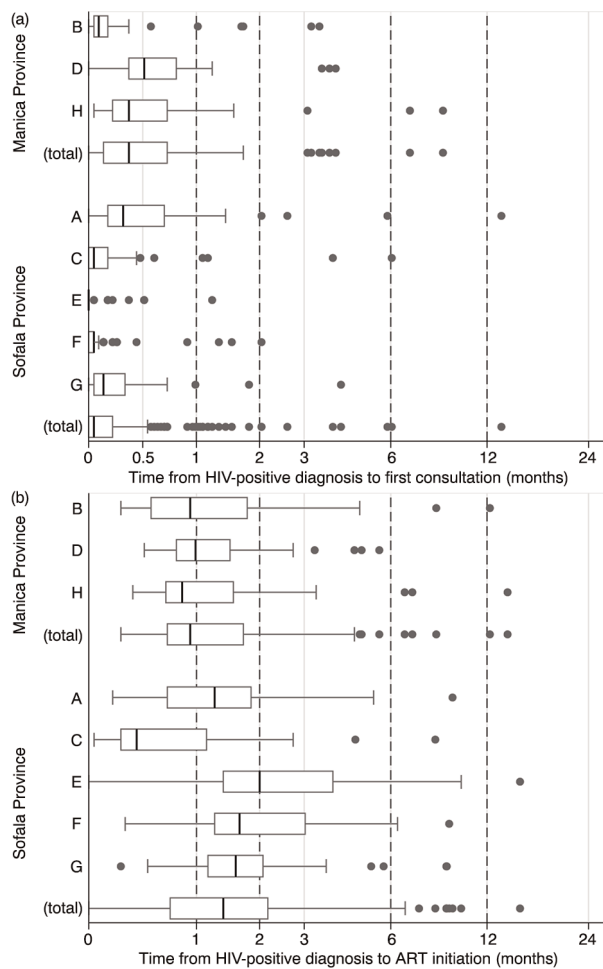 (a)
Manica Province
B
D
H
(total)
Sofala Province
A
C
E
F
G
(total)
0 0.5 1 2 3 6 12 24
Time from HIV-positive diagnosis to first consultation (months)
(b)
Manica Province
B
D
H
(total)
Sofala Province
A
C
E
F
G
(total)
0 1 2 3 6 12 24
Time from HIV-positive diagnosis to ART initiation (months)